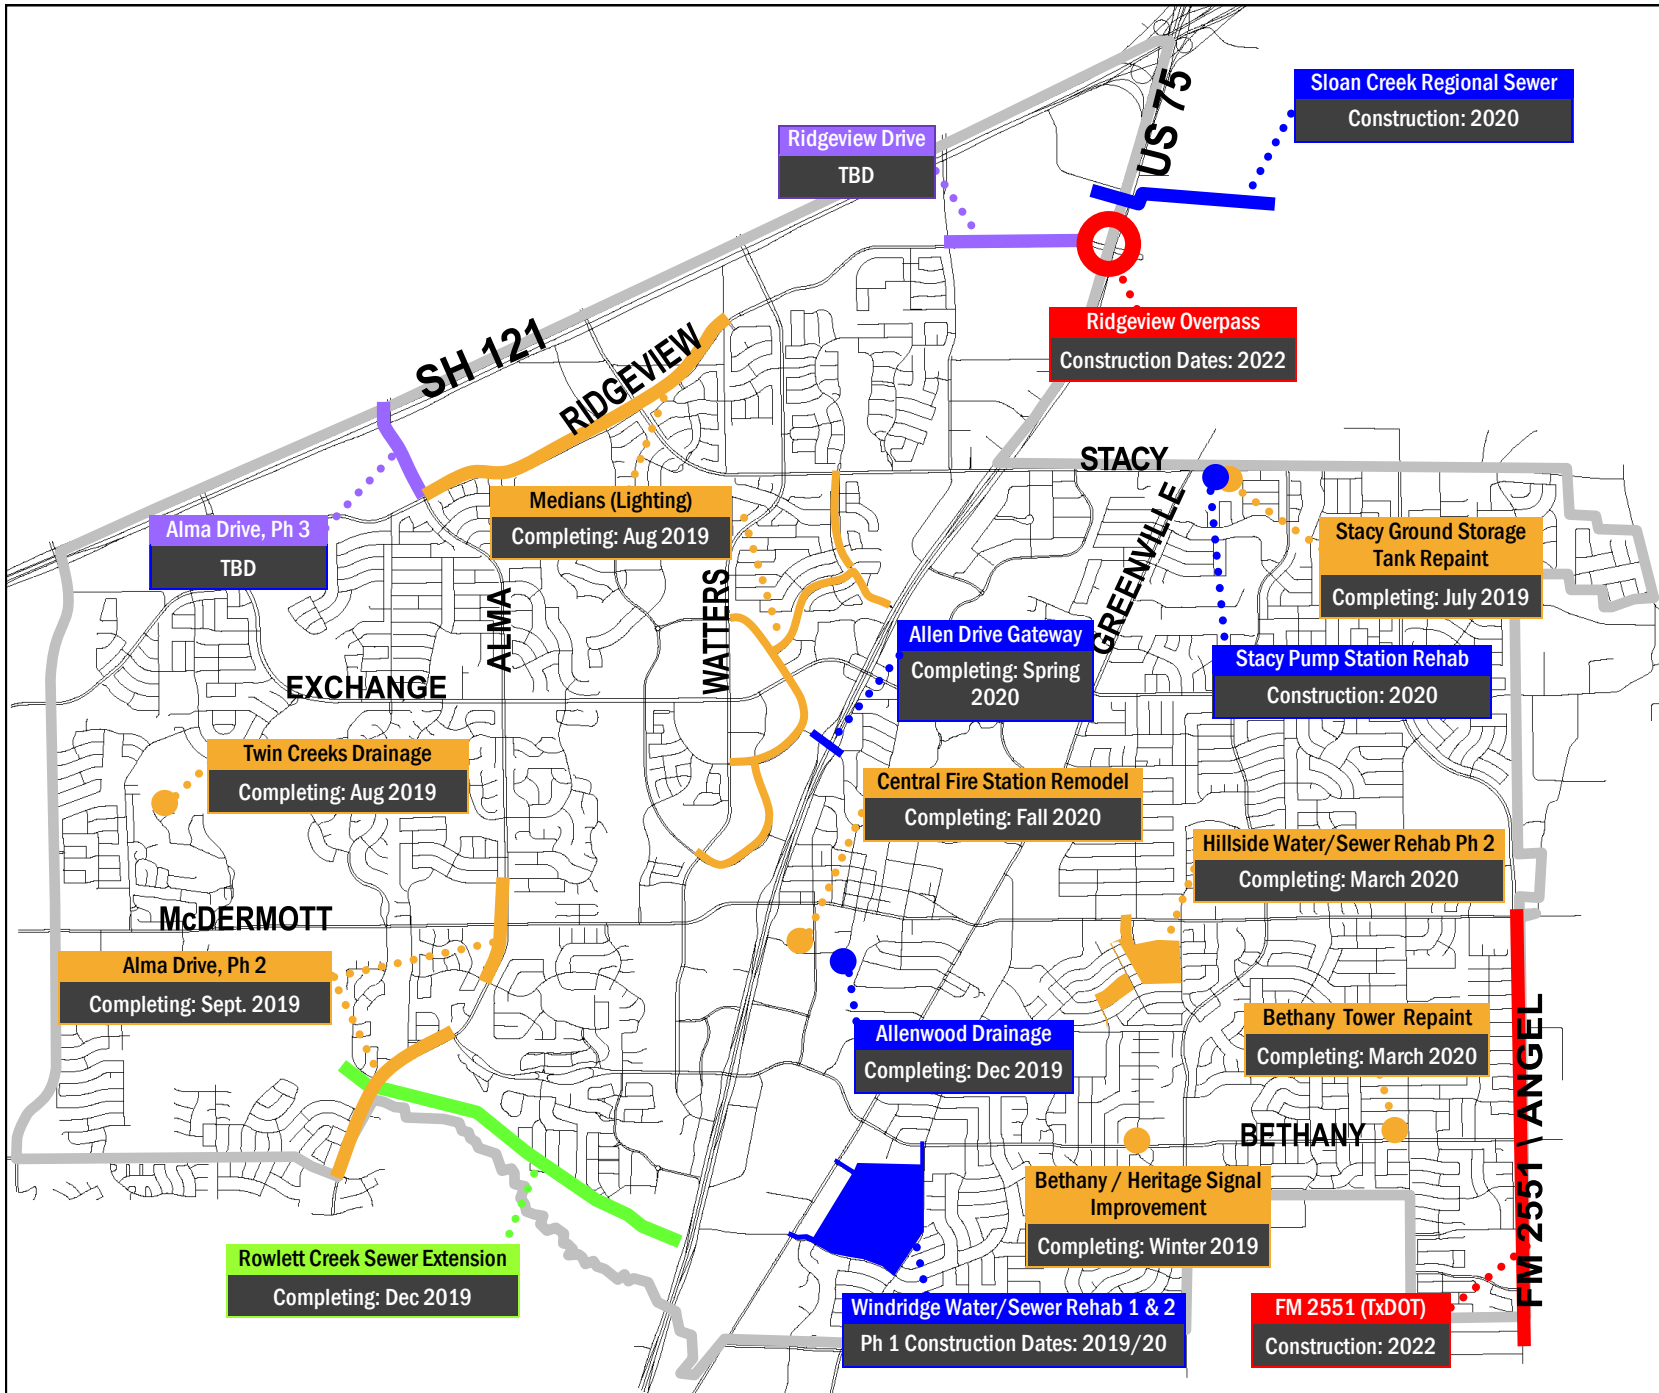 US 75
Sloan Creek Regional Sewer
Construction: 2020
Ridgeview Drive
TBD
Ridgeview Overpass
Construction Dates: 2022
SH 121
RIDGEVIEW
STACY
Medians (Lighting)
Completing: Aug 2019
GREENVILLE
Alma Drive, Ph 3
TBD
Stacy Ground Storage
Tank Repaint
Completing: July 2019
ALMA
WATTERS
Allen Drive Gateway
Completing: Spring
2020
Stacy Pump Station Rehab
Construction: 2020
EXCHANGE
Twin Creeks Drainage
Completing: Aug 2019
Central Fire Station Remodel
Completing: Fall 2020
Hillside Water/Sewer Rehab Ph 2
Completing: March 2020
McDERMOTT
Alma Drive, Ph 2
Completing: Sept. 2019
Allenwood Drainage
Completing: Dec 2019
Bethany Tower Repaint
Completing: March 2020
FM 2551 \ ANGEL
BETHANY
Bethany / Heritage Signal
Improvement
Completing: Winter 2019
Rowlett Creek Sewer Extension
Completing: Dec 2019
Windridge Water/Sewer Rehab 1 & 2
Ph 1 Construction Dates: 2019/20
FM 2551 (TxDOT)
Construction: 2022